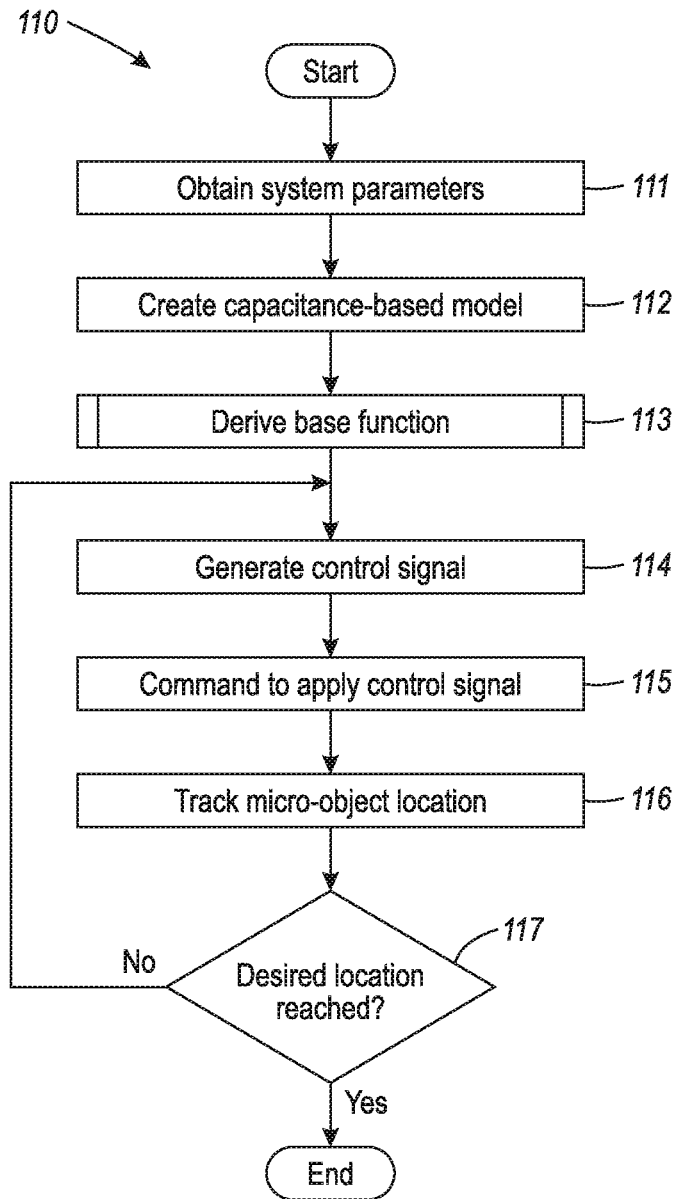 110
Start
Obtain system parameters
111
Create capacitance-based model
112
Derive base function
113
Generate control signal
114
Command to apply control signal
115
Track micro-object location
116
117
No
Desired location
reached?
Yes
End